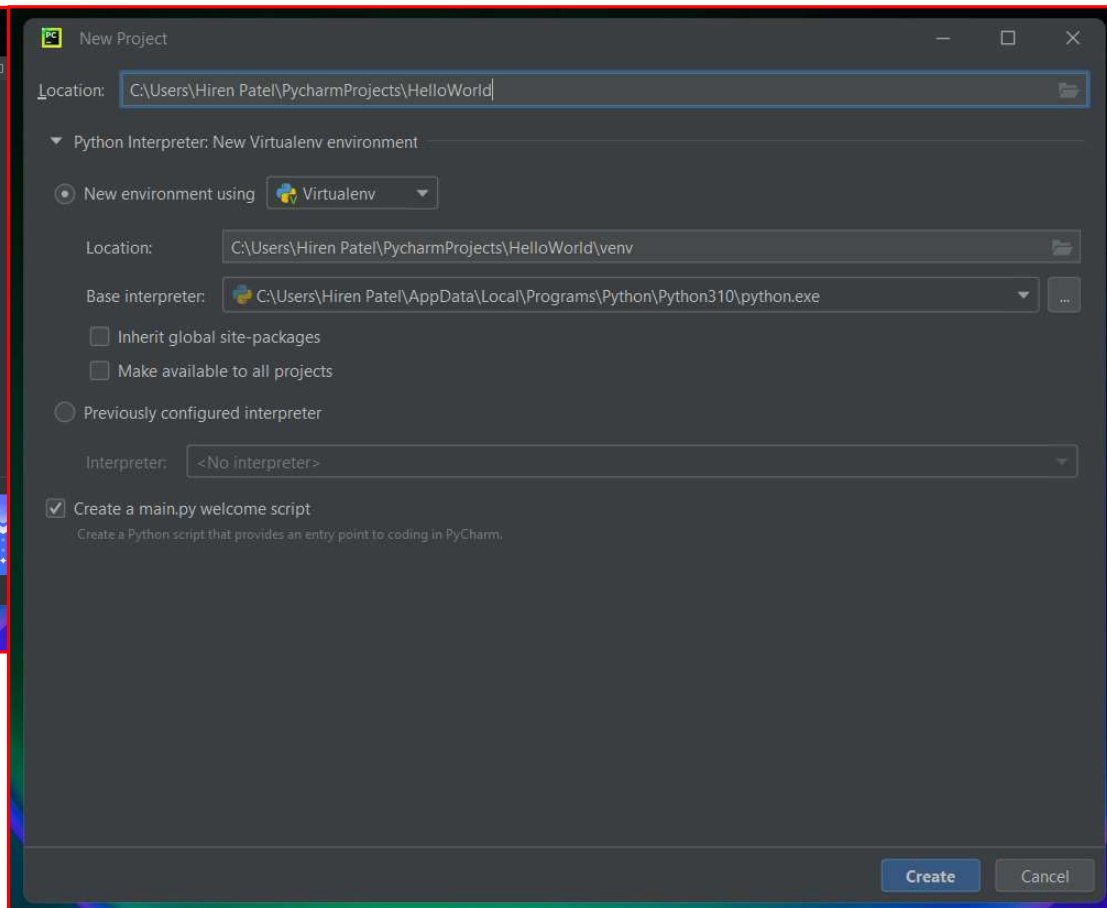 PC
New Project
Location: C:\Users\Hiren Patel\PycharmProjects\HelloWorld
Python Interpreter: New Virtualenv environment
New environment using Virtualenv
Location: C:\Users\Hiren Patel\PycharmProjects\HelloWorld\venv
Base interpreter: C:\Users\Hiren Patel\AppData\Local\Programs\Python\Python310\python.exe ...
Inherit global site-packages
Make available to all projects
Previously configured interpreter
Interpreter: <No interpreter>
Create a main.py welcome script
Create a Python script that provides an entry point to coding in PyCharm.
Create Cancel